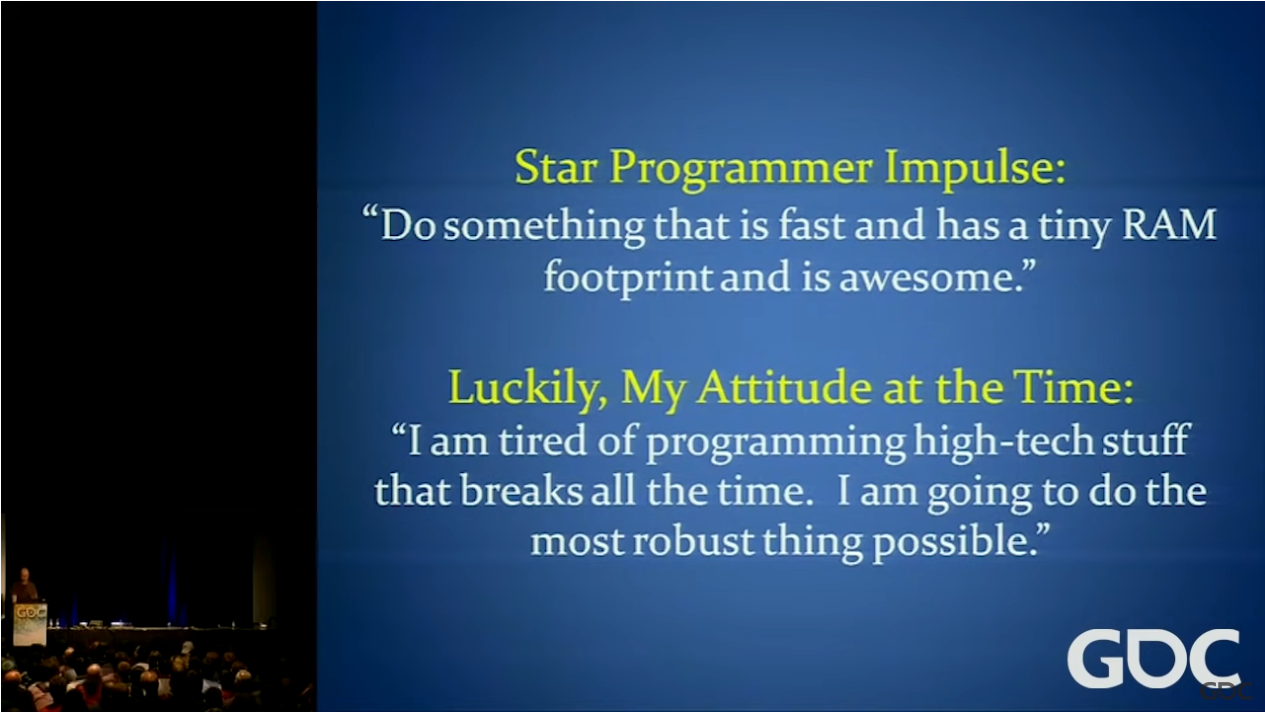 Star Programmer Impulse:
“Do something that is fast and has a tiny RAM
footprint and is awesome.”
Luckily, My Attitude at the Time:
“I am tired of programming high-tech stuff
that breaks all the time.  I am going to do the
most robust thing possible.”
GDC
GDC
GDC